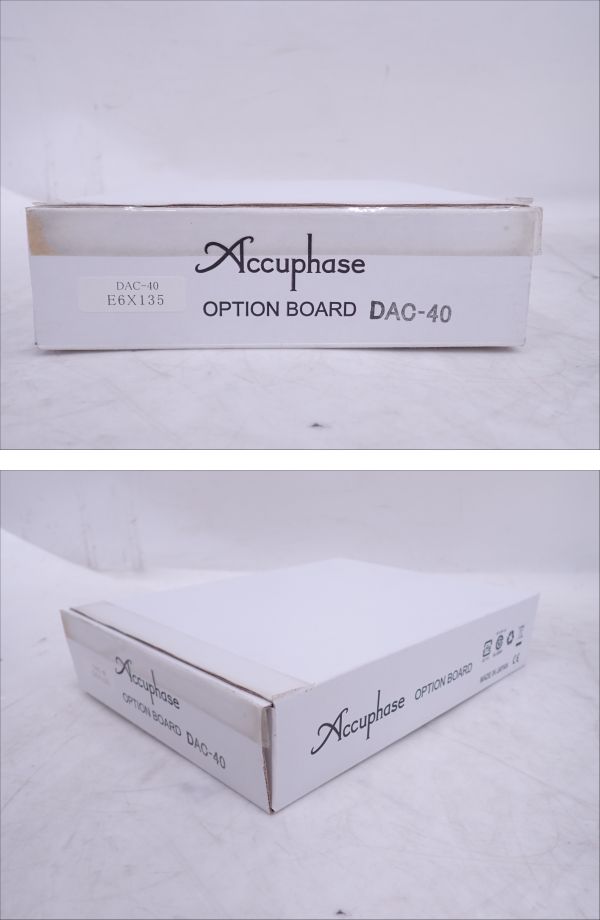 Accuphase
DAC-40
E6X135
OPTION BOARD DAC-40
Accuphase
OPTION BOARD DAC-40
Accuphase OPTION BOARD
MADE IN JAPAN CE